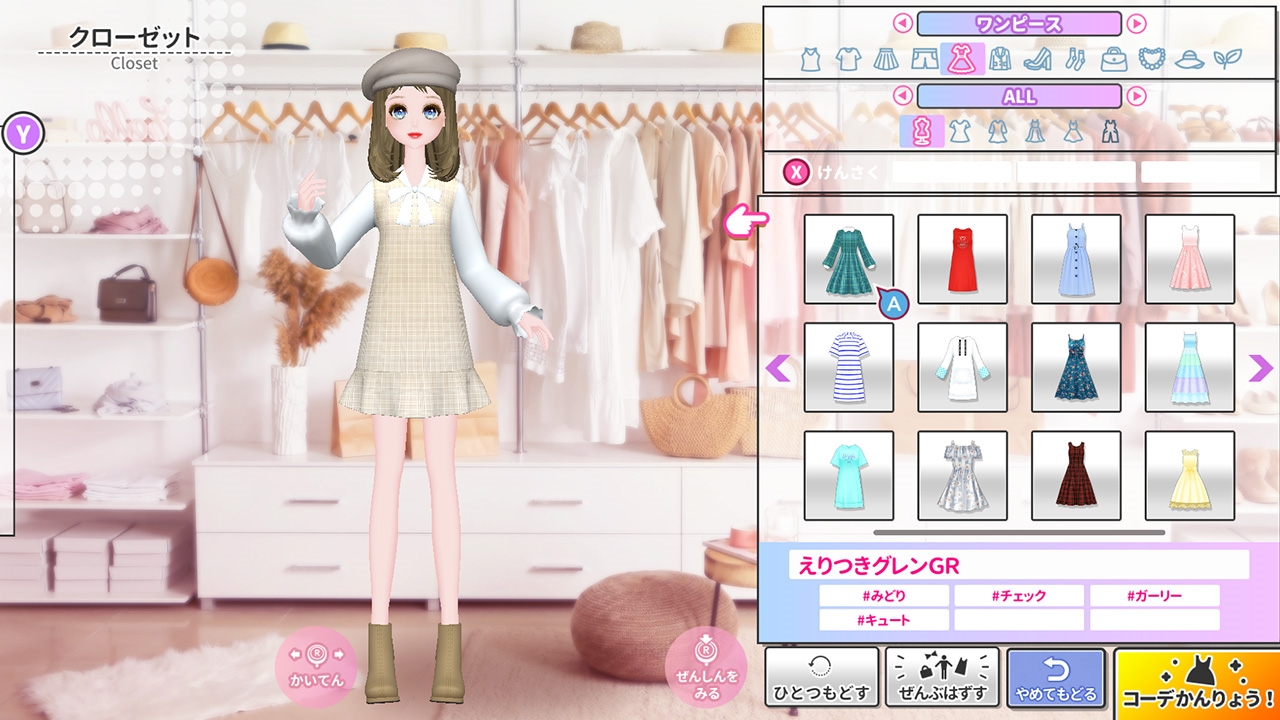 クローゼット
Closet
Y
ワンピース
ALL
X けんさく
A
えりつきグレンGR
#みどり #チェック #ガーリー
#キュート
R
かいてん
R
ぜんしんを
みる
ひとつもどす
ぜんぶはずす
やめてもどる
コーデかんりょう！